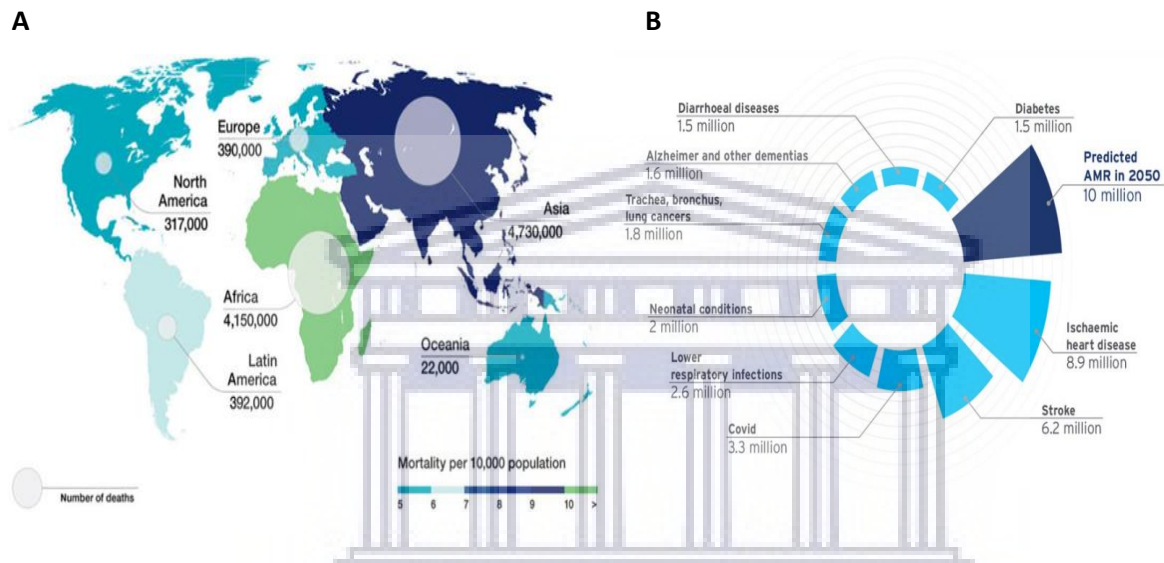 A
B
Europe
390,000
North
America
317,000
Asia
4,730,000
Africa
4,150,000
Latin
America
392,000
Oceania
22,000
Mortality per 10,000 population
5 6 7 8 9 10 >
Number of deaths
Diarrhoeal diseases
1.5 million
Diabetes
1.5 million
Alzheimer and other dementias
1.6 million
Predicted
AMR in 2050
10 million
Trachea, bronchus,
lung cancers
1.8 million
Neonatal conditions
2 million
Ischaemic
heart disease
8.9 million
Lower
respiratory infections
2.6 million
Stroke
6.2 million
Covid
3.3 million